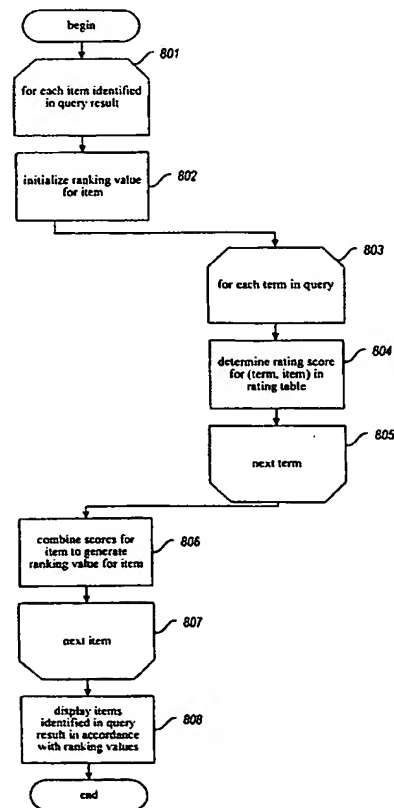 begin
801
for each item identified
in query result
initialize ranking value
for item
802
803
for each term in query
determine rating score
for (term, item) in
rating table
804
805
next term
combine scores for
item to generate
ranking value for item
806
807
next item
display items
identified in query
result in accordance
with ranking values
808
end